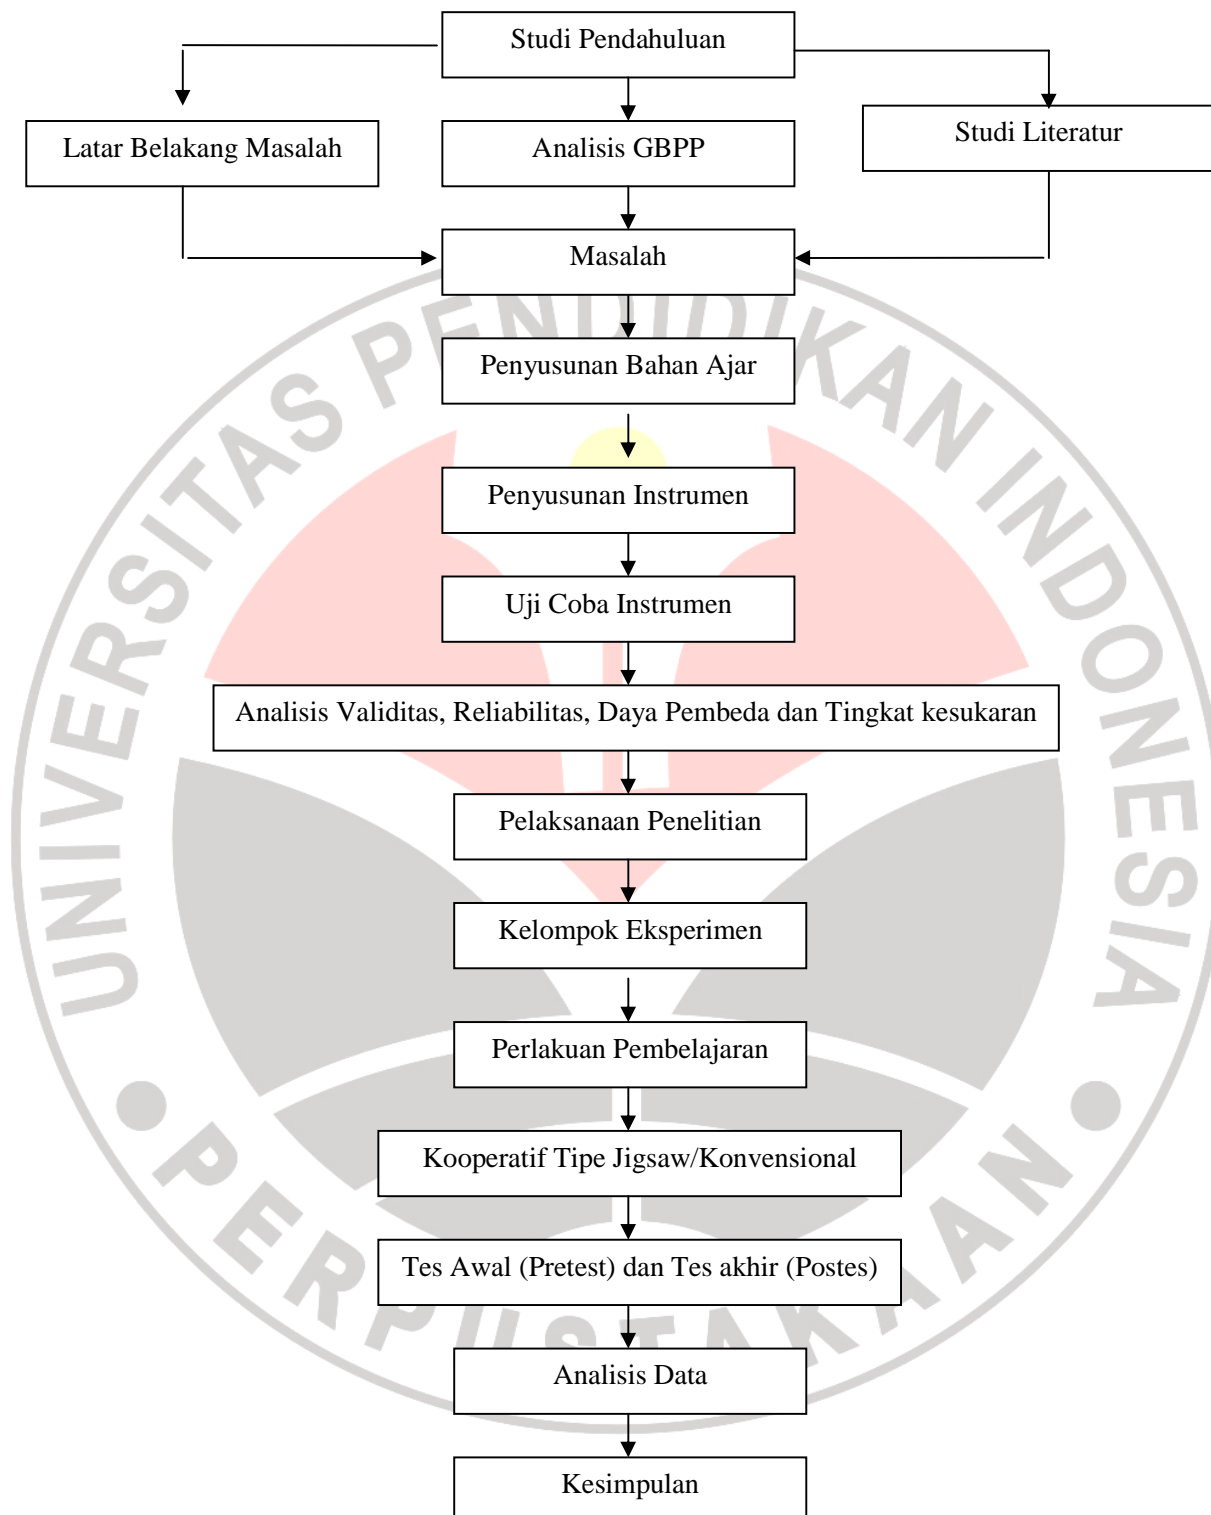 Studi Pendahuluan
Latar Belakang Masalah
Analisis GBPP
Studi Literatur
Masalah
Penyusunan Bahan Ajar
Penyusunan Instrumen
Uji Coba Instrumen
Analisis Validitas, Reliabilitas, Daya Pembeda dan Tingkat kesukaran
Pelaksanaan Penelitian
Kelompok Eksperimen
Perlakuan Pembelajaran
Kooperatif Tipe Jigsaw/Konvensional
Tes Awal (Pretest) dan Tes akhir (Postes)
Analisis Data
Kesimpulan
UNIVERSITAS PENDIDIKAN INDONESIA
PERPUSTAKAAN